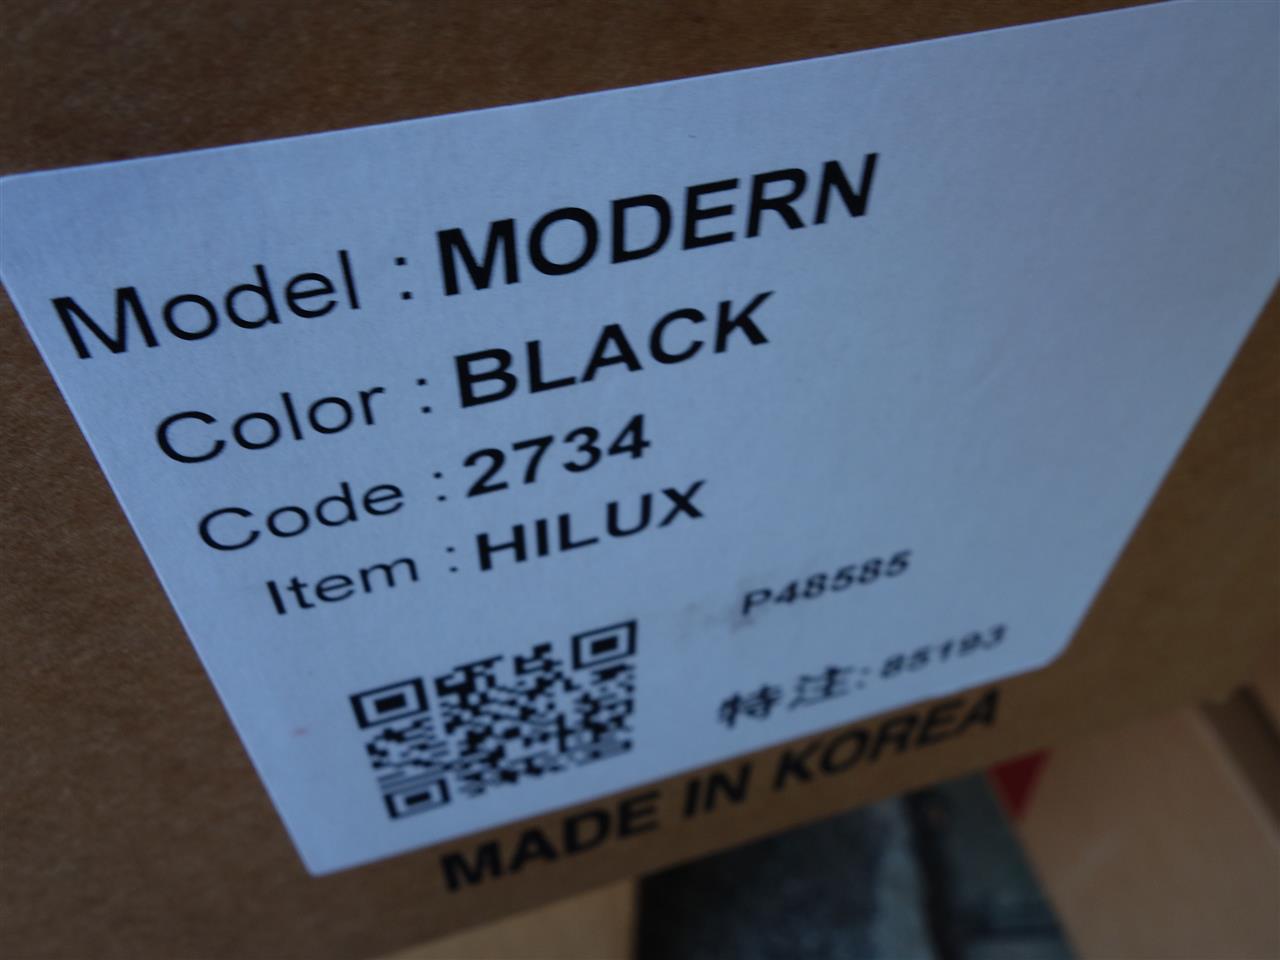 Model : MODERN
Color : BLACK
Code : 2734
Item : HILUX
P48585
特注: 85193
MADE IN KOREA